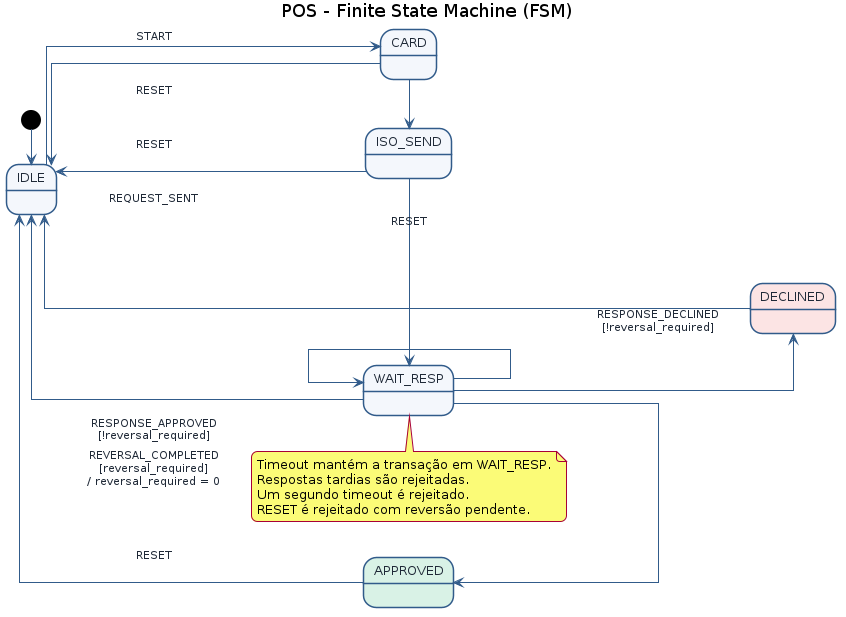 POS - Finite State Machine (FSM)
START
CARD
RESET
RESET
ISO_SEND
IDLE
REQUEST_SENT
RESET
DECLINED
RESPONSE_DECLINED
[!reversal_required]
WAIT_RESP
RESPONSE_APPROVED
[!reversal_required]
REVERSAL_COMPLETED
[reversal_required]
/ reversal_required = 0
Timeout mantém a transação em WAIT_RESP.
Respostas tardias são rejeitadas.
Um segundo timeout é rejeitado.
RESET é rejeitado com reversão pendente.
RESET
APPROVED